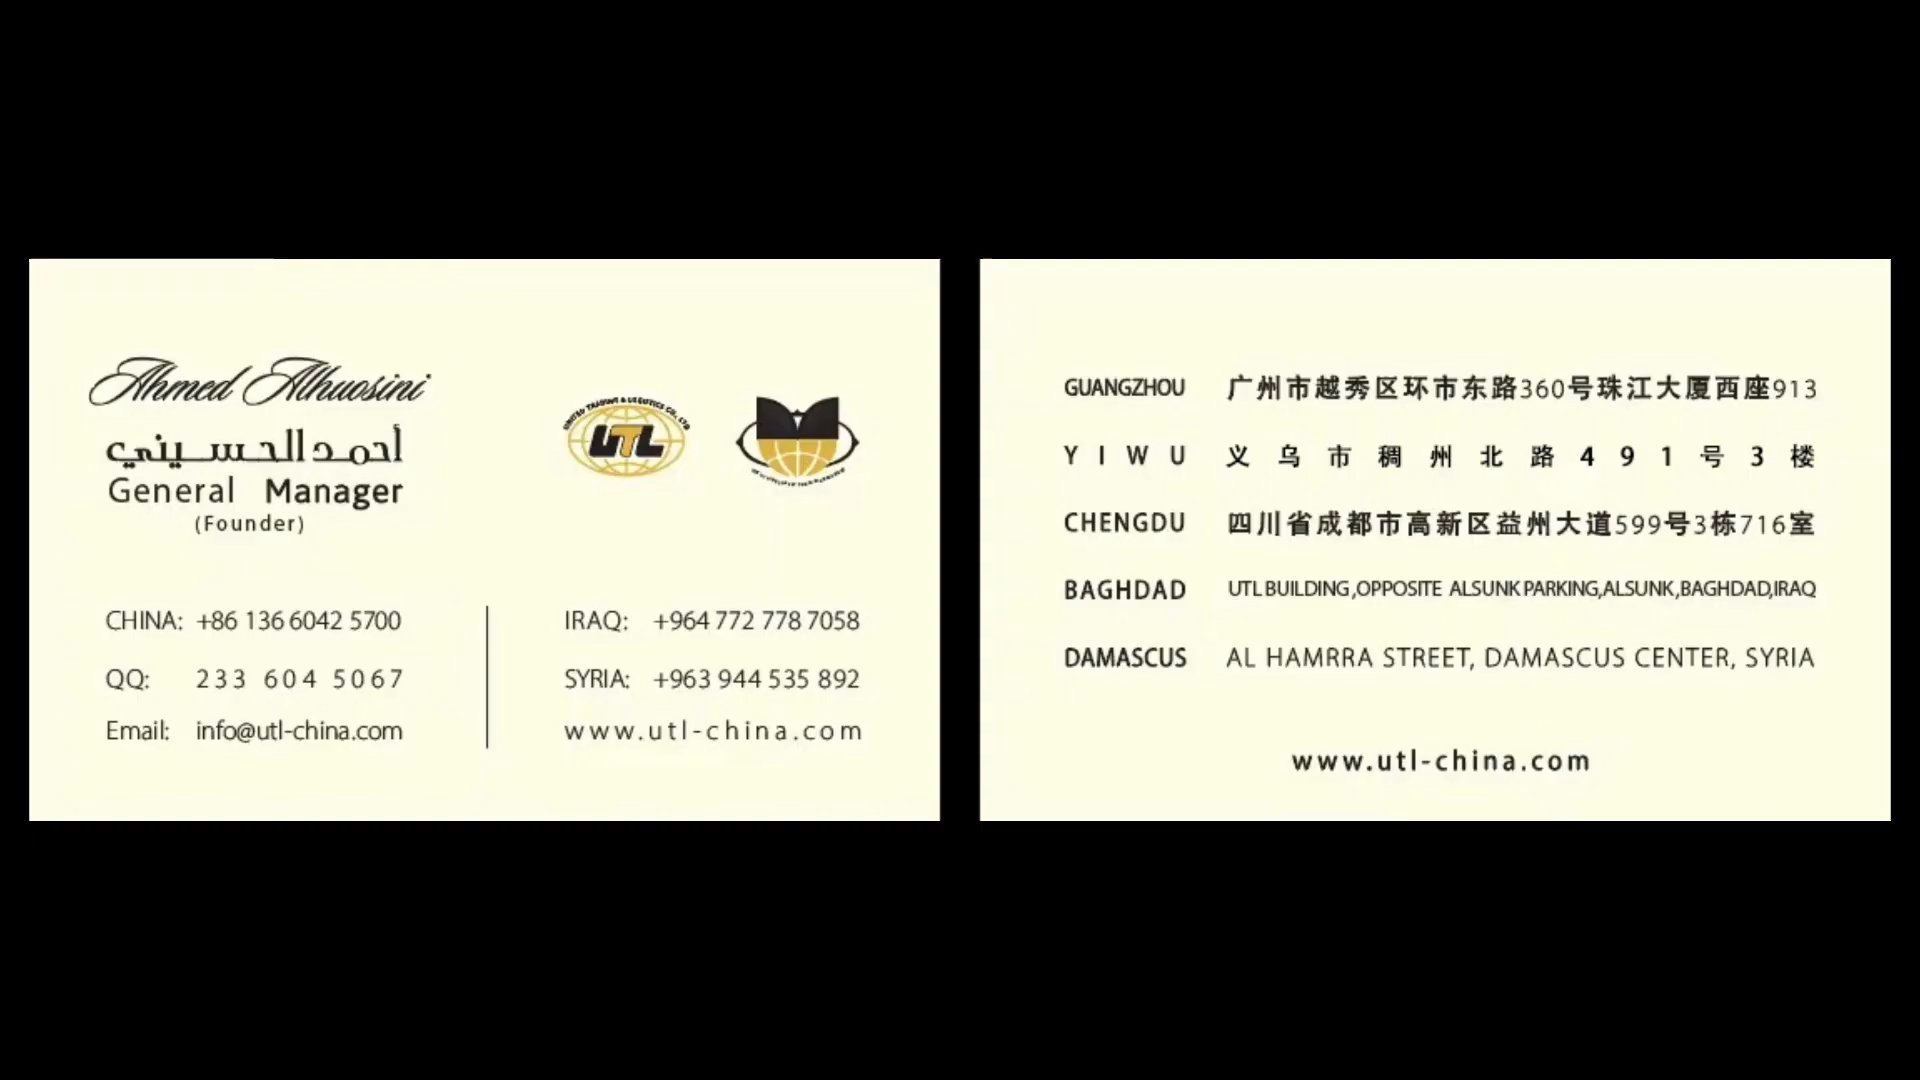 Ahmed Alhuosini
أحمد الحسيني
General Manager
(Founder)
UNITED TRADING & LOGISTICS CO., LTD
UTL
CHINA: +86 136 6042 5700
QQ: 233 604 5067
Email: info@utl-china.com
IRAQ: +964 772 778 7058
SYRIA: +963 944 535 892
www.utl-china.com
GUANGZHOU 广州市越秀区环市东路360号珠江大厦西座913
YIWU 义乌市稠州北路491号3楼
CHENGDU 四川省成都市高新区益州大道599号3栋716室
BAGHDAD UTL BUILDING, OPPOSITE ALSUNK PARKING, ALSUNK, BAGHDAD, IRAQ
DAMASCUS AL HAMRRA STREET, DAMASCUS CENTER, SYRIA
www.utl-china.com